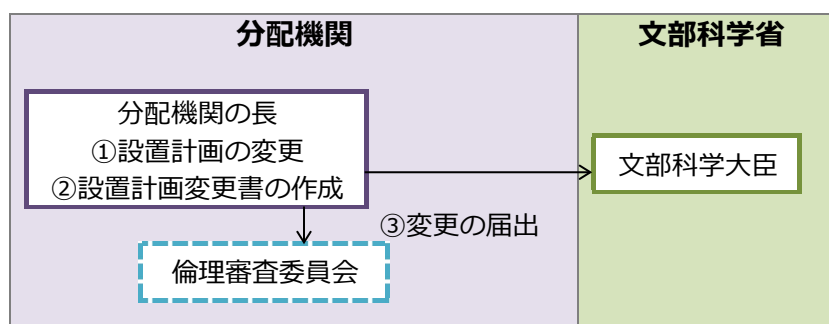 分配機関
文部科学省
分配機関の長
①設置計画の変更
②設置計画変更書の作成
文部科学大臣
③変更の届出
倫理審査委員会